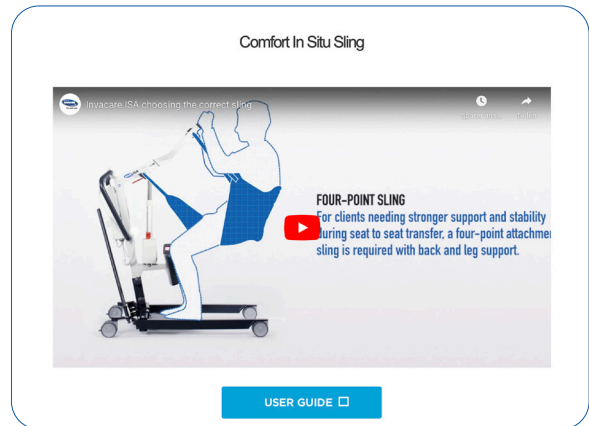 Comfort In Situ Sling
Invacare ISA choosing the correct sling
FOUR-POINT SLING
For clients needing stronger support and stability
during seat to seat transfer, a four-point attachmen
sling is required with back and leg support.
USER GUIDE